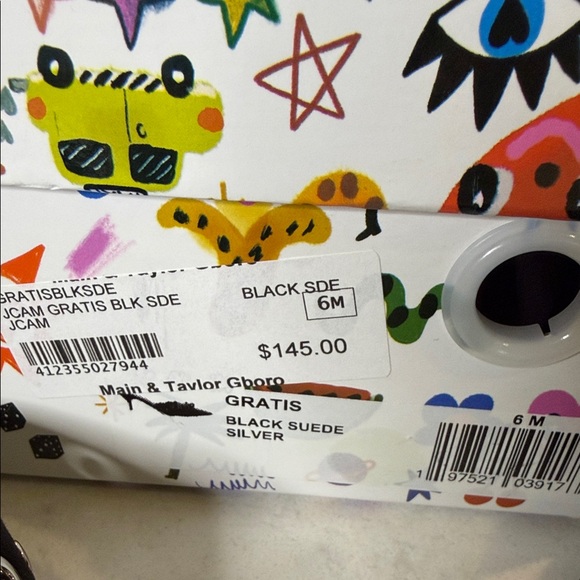 GRATISBLKSDE
BLACK SDE
JCAM GRATIS BLK SDE
6M
JCAM
$145.00
412355027944
Main & Taylor Gboro
GRATIS
BLACK SUEDE
SILVER
6 M
1 97521 03917